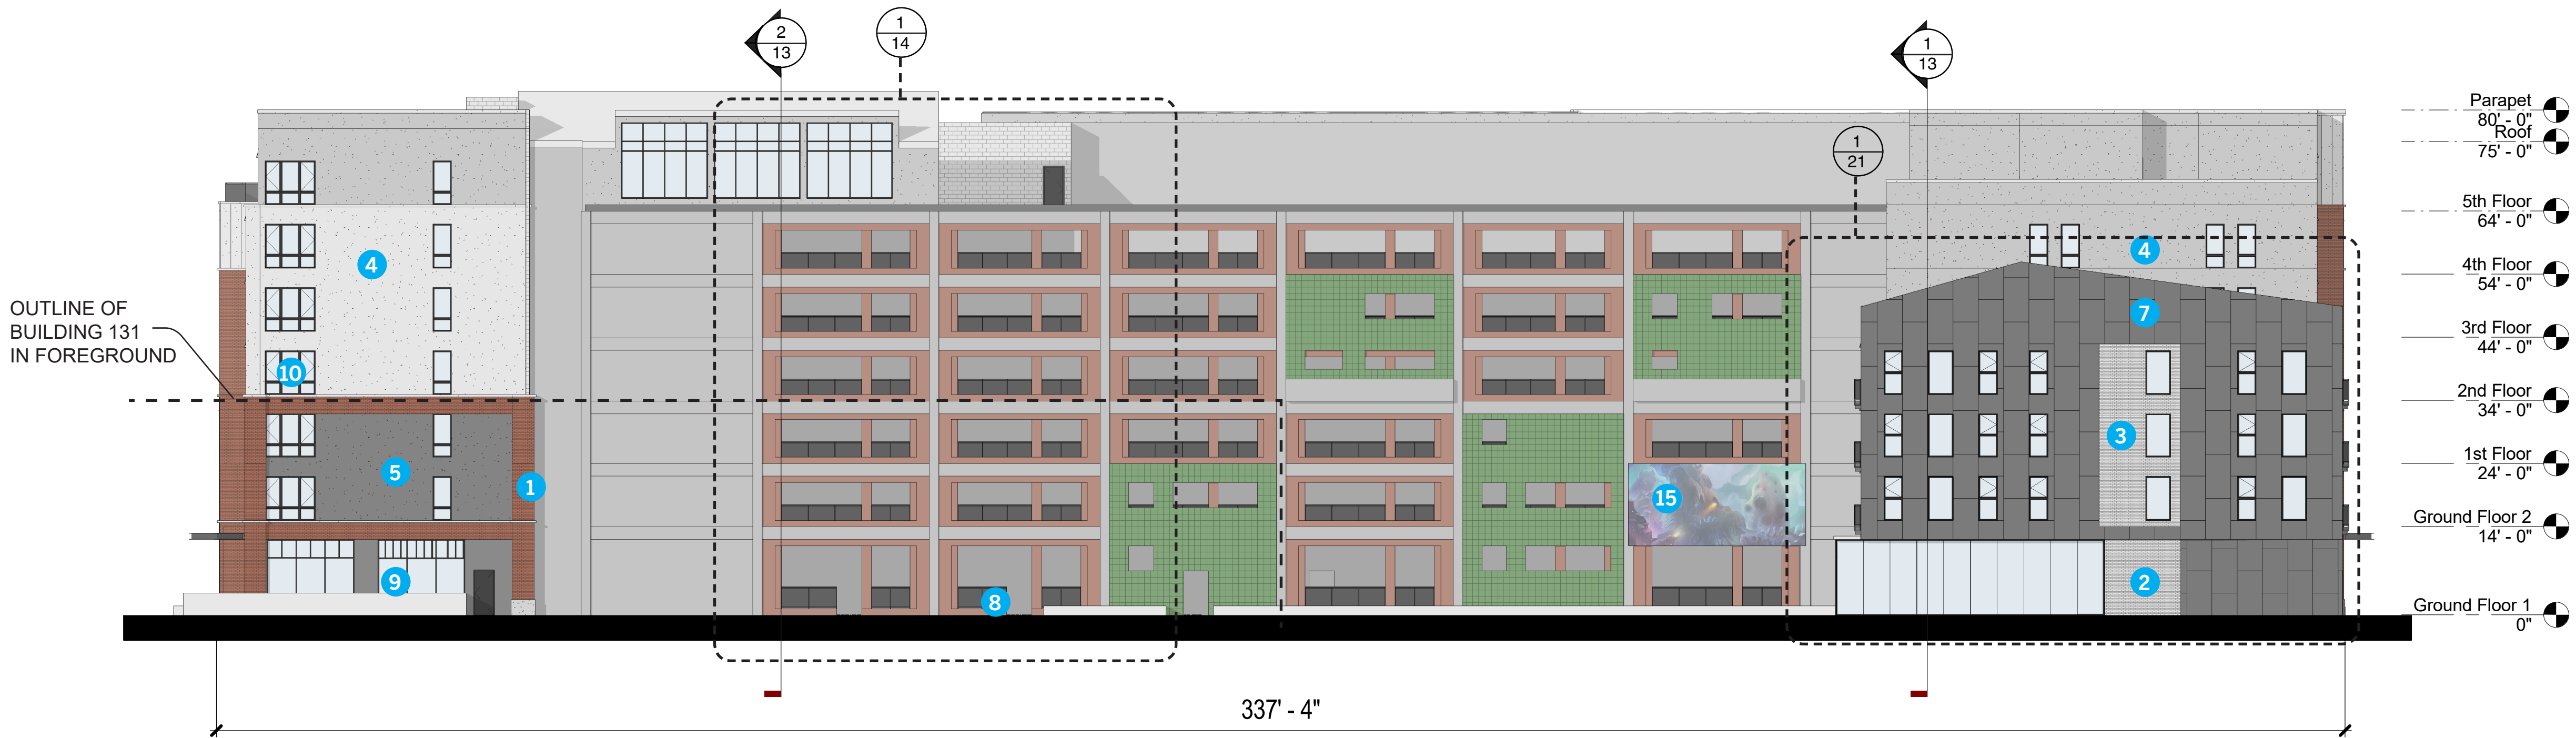 2
13
1
14
1
13
1
21
Parapet
80' - 0"
Roof
75' - 0"
5th Floor
64' - 0"
4th Floor
54' - 0"
3rd Floor
44' - 0"
2nd Floor
34' - 0"
1st Floor
24' - 0"
Ground Floor 2
14' - 0"
Ground Floor 1
0"
OUTLINE OF
BUILDING 131
IN FOREGROUND
4
10
5
1
9
8
15
4
7
3
2
337' - 4"